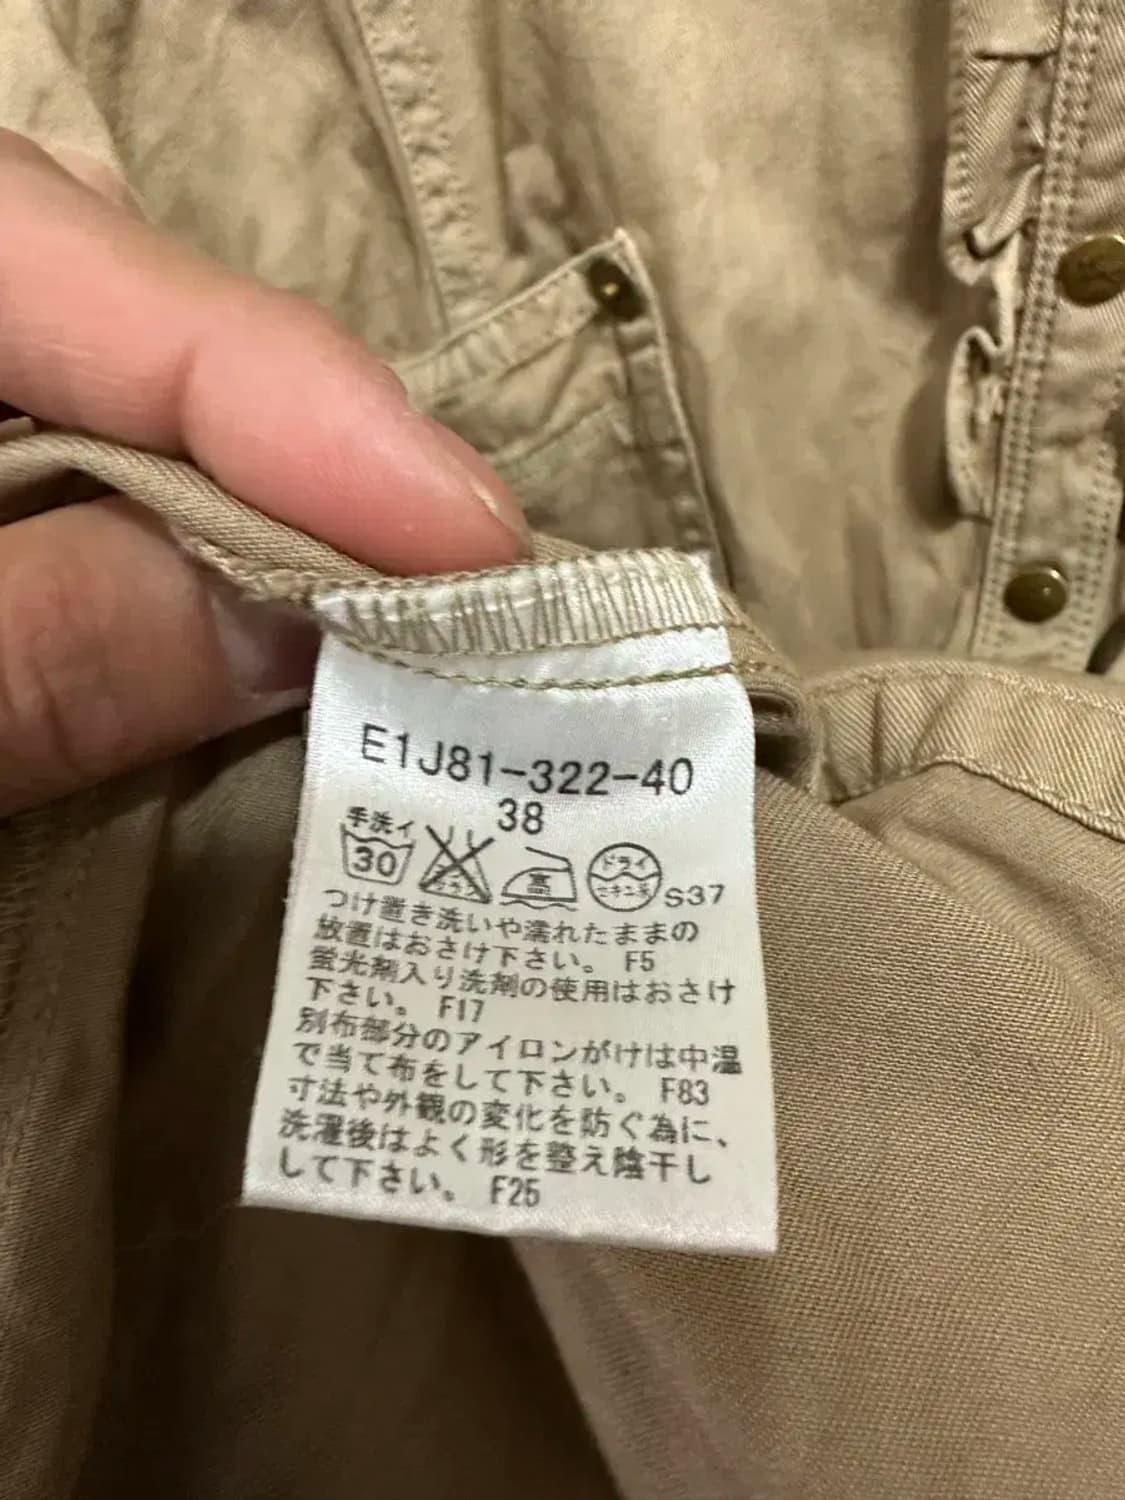 E1J81-322-40
38
手洗イ
30
ドライ
セキユ系
S37
つけ置き洗いや濡れたままの
放置はおさけ下さい。 F5
蛍光剤入り洗剤の使用はおさけ
下さい。 F17
別布部分のアイロンがけは中温
で当て布をして下さい。 F83
寸法や外観の変化を防ぐ為に、
洗濯後はよく形を整え陰干し
して下さい。 F25